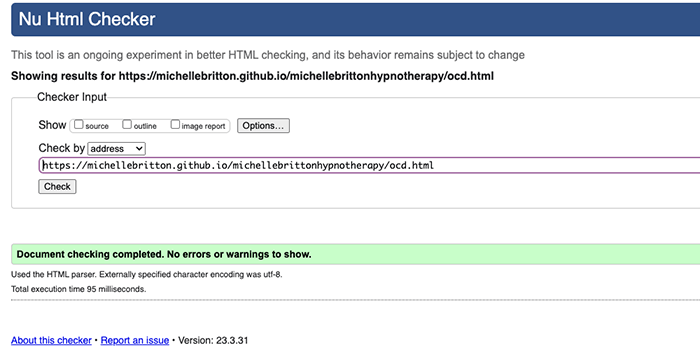 Nu Html Checker
This tool is an ongoing experiment in better HTML checking, and its behavior remains subject to change
Showing results for https://michellebritton.github.io/michellebrittonhypnotherapy/ocd.html
Checker Input
Show source outline image report Options...
Check by address
https://michellebritton.github.io/michellebrittonhypnotherapy/ocd.html
Check
Document checking completed. No errors or warnings to show.
Used the HTML parser. Externally specified character encoding was utf-8.
Total execution time 95 milliseconds.
About this checker • Report an issue • Version: 23.3.31